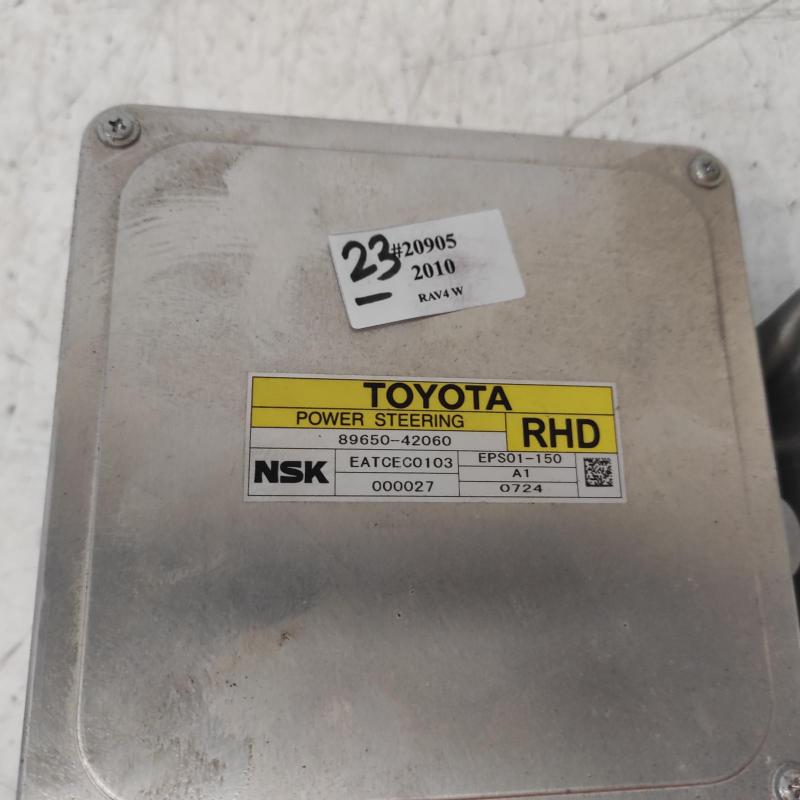 23 #20905
2010
RAV4 W
TOYOTA
POWER STEERING
89650-42060
RHD
NSK
EATCEC0103
EPS01-150
A1
000027
0724